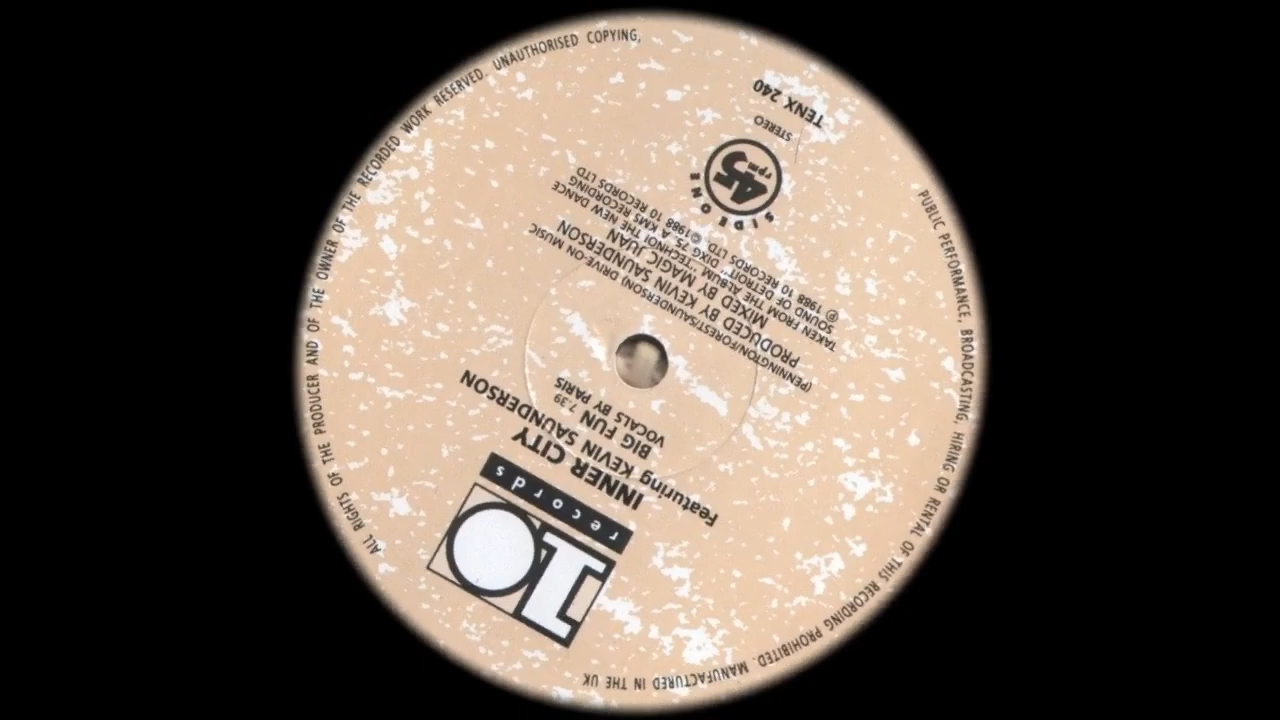 10
records
INNER CITY
Featuring KEVIN SAUNDERSON
BIG FUN 7.39
VOCALS BY PARIS
(PENNINGTON/FOREST/SAUNDERSON) DRIVE-ON MUSIC
PRODUCED BY KEVIN SAUNDERSON
MIXED BY MAGIC JUAN
TAKEN FROM THE ALBUM "TECHNO! THE NEW DANCE
SOUND OF DETROIT" DIXG 75. A KMS RECORDING
℗ 1988 10 RECORDS LTD. © 1988 10 RECORDS LTD
SIDE ONE
45
rpm
STEREO
TENX 240
ALL RIGHTS OF THE PRODUCER AND OF THE OWNER OF THE RECORDED WORK RESERVED. UNAUTHORISED COPYING,
PUBLIC PERFORMANCE, BROADCASTING, HIRING OR RENTAL OF THIS RECORDING PROHIBITED. MANUFACTURED IN THE UK